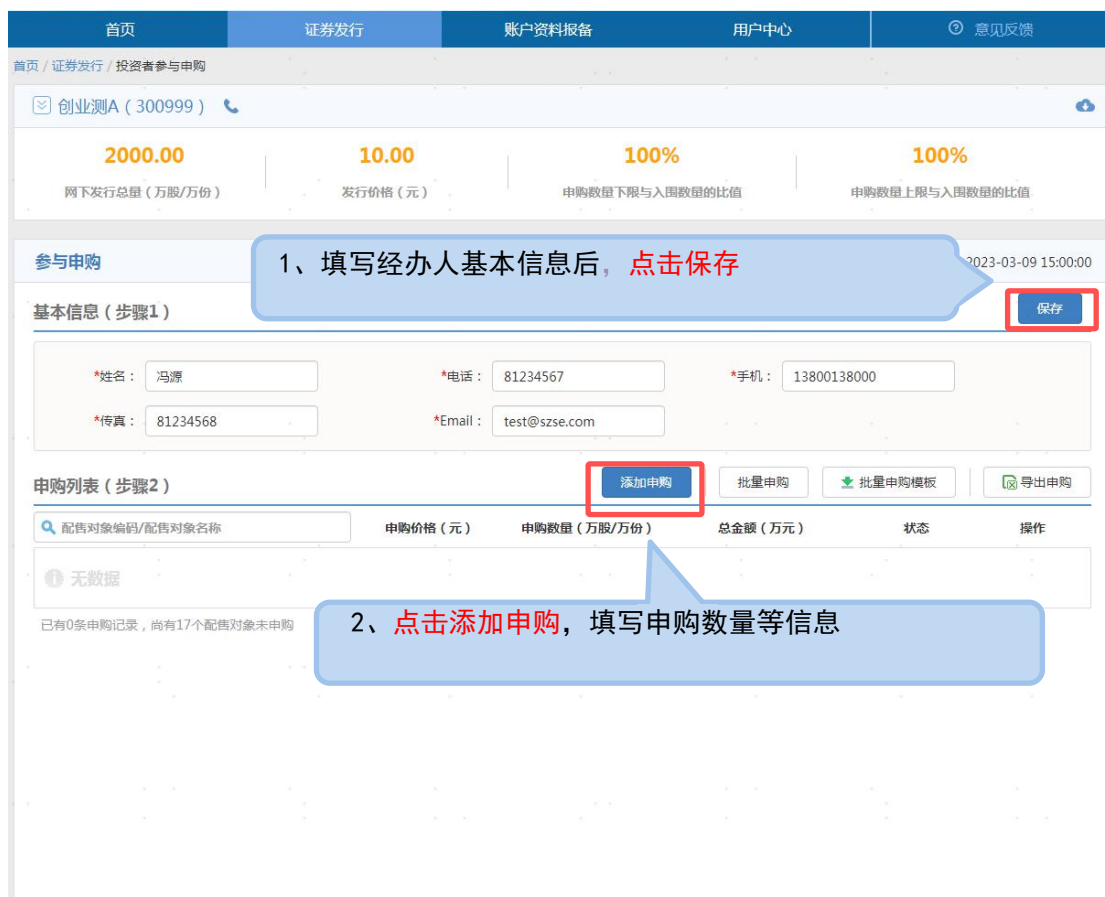 首页 证券发行 账户资料报备 用户中心 意见反馈
首页 / 证券发行 / 投资者参与申购
创业测A（300999）
2000.00 10.00 100% 100%
网下发行总量（万股/万份） 发行价格（元） 申购数量下限与入围数量的比值 申购数量上限与入围数量的比值
参与申购 1、填写经办人基本信息后，点击保存 2023-03-09 15:00:00
基本信息（步骤1） 保存
*姓名： 冯源 *电话： 81234567 *手机： 13800138000
*传真： 81234568 *Email： test@szse.com
申购列表（步骤2） 添加申购 批量申购 批量申购模板 导出申购
配售对象编码/配售对象名称 申购价格（元） 申购数量（万股/万份） 总金额（万元） 状态 操作
无数据
已有0条申购记录，尚有17个配售对象未申购 2、点击添加申购，填写申购数量等信息